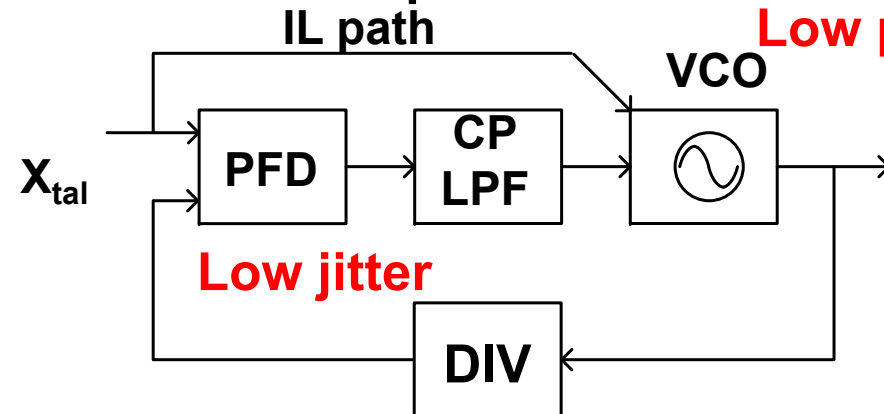 IL path
Low
VCO
CP
PFD
LPF
X_tal
Low jitter
DIV